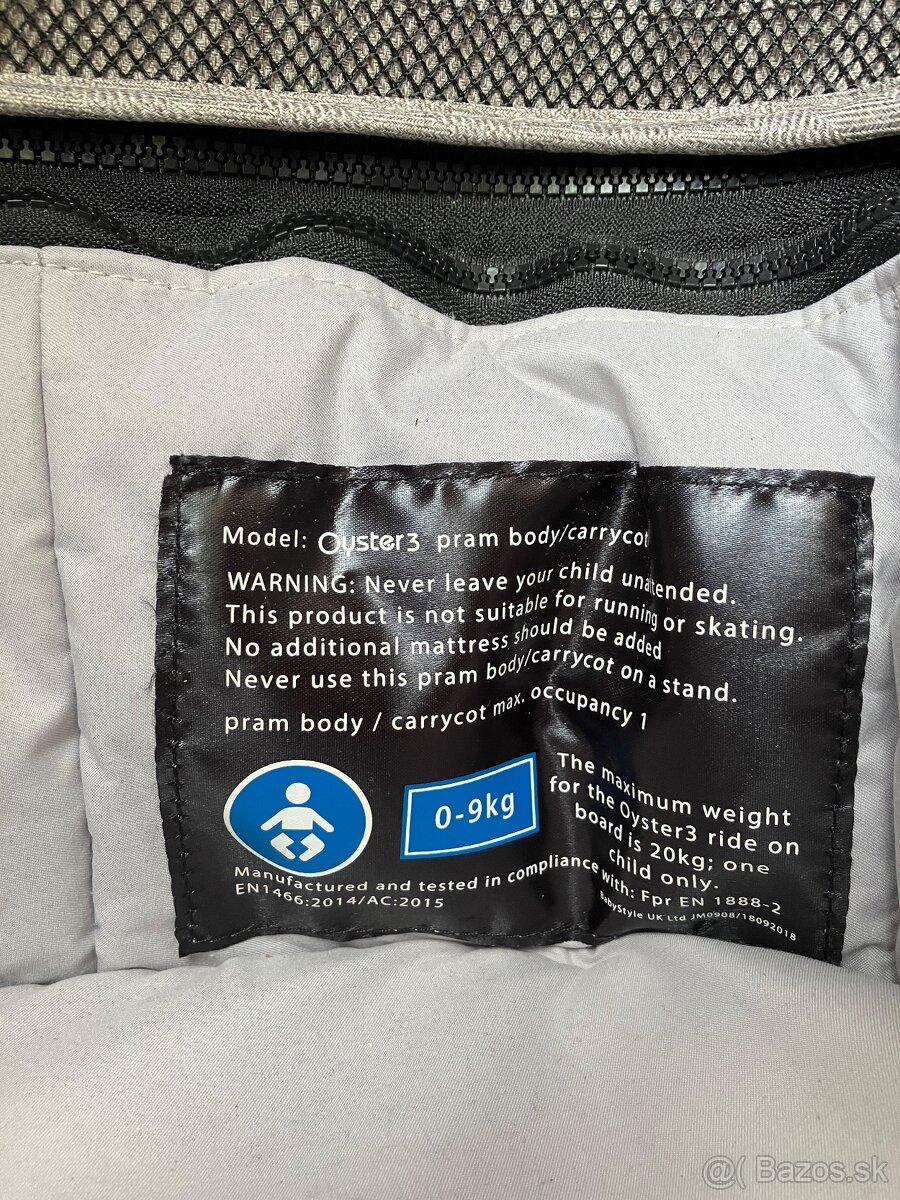 Model: Oyster3 pram body/carrycot
WARNING: Never leave your child unattended.
This product is not suitable for running or skating.
No additional mattress should be added
Never use this pram body/carrycot on a stand.
pram body / carrycot max. occupancy 1
0-9kg
The maximum weight
for the Oyster3 ride on
board is 20kg; one
child only.
Manufactured and tested in compliance with: Fpr EN 1888-2
EN1466:2014/AC:2015
BabyStyle UK Ltd JM0908/18092018
@( Bazos.sk